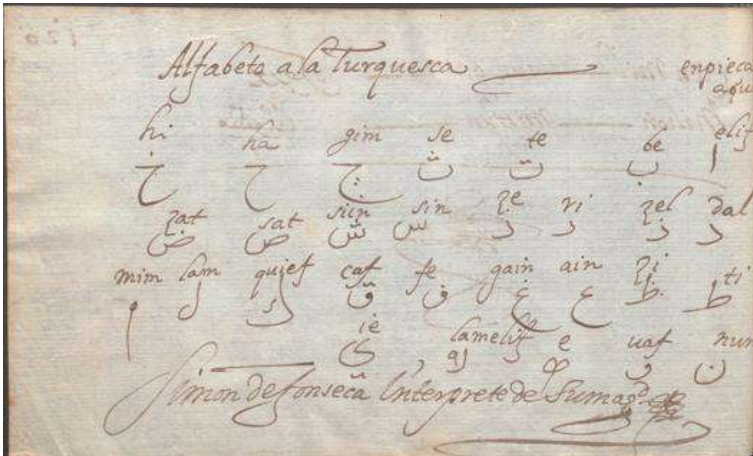 Alfabeto a la Turquesca enpieca
aqui
hi ha gim se te be elif
خ ح چ ث ت ب ا
zat sat siin sin ze ri zel dal
ض ص ش س ز ر ذ د
mim lam quief caf fe gain ain zi ti
م ل ك ق ف غ ع ظ ط
ie lamelif e uaf nun
ي لا ه و ن
Simon de fonseca Interprete de Su mag.d